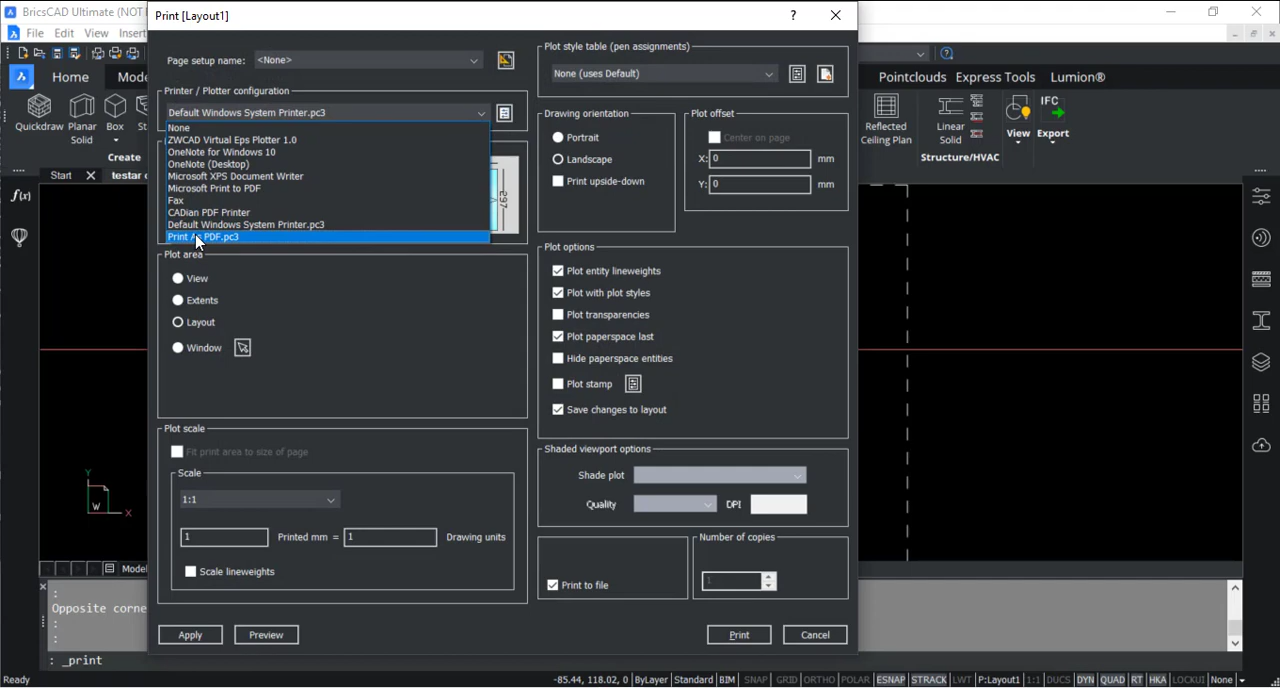 BricsCAD Ultimate (NOT
File Edit View Insert
Home Mode
Quickdraw Planar Solid Box
Create
Start testar
Print [Layout1]
?
Page setup name: <None>
Printer / Plotter configuration
Default Windows System Printer.pc3
None
ZWCAD Virtual Eps Plotter 1.0
OneNote for Windows 10
OneNote (Desktop)
Microsoft XPS Document Writer
Microsoft Print to PDF
Fax
CADian PDF Printer
Default Windows System Printer.pc3
Print As PDF.pc3
297
Plot area
View
Extents
Layout
Window
Plot scale
Fit print area to size of page
Scale
1:1
1 Printed mm = 1 Drawing units
Scale lineweights
Apply Preview
Plot style table (pen assignments)
None (uses Default)
Drawing orientation
Portrait
Landscape
Print upside-down
Plot offset
Center on page
X: 0 mm
Y: 0 mm
Plot options
Plot entity lineweights
Plot with plot styles
Plot transparencies
Plot paperspace last
Hide paperspace entities
Plot stamp
Save changes to layout
Shaded viewport options
Shade plot
Quality DPI
Print to file
Number of copies
1
Print Cancel
Pointclouds Express Tools Lumion®
Reflected Ceiling Plan
Linear Solid
Structure/HVAC
View
IFC
Export
Y
W X
Model
:
Opposite corne
:
:
: _print
Ready
-85.44, 118.02, 0 ByLayer Standard BIM SNAP GRID ORTHO POLAR ESNAP STRACK LWT P:Layout1 1:1 DUCS DYN QUAD RT HKA LOCKUI None